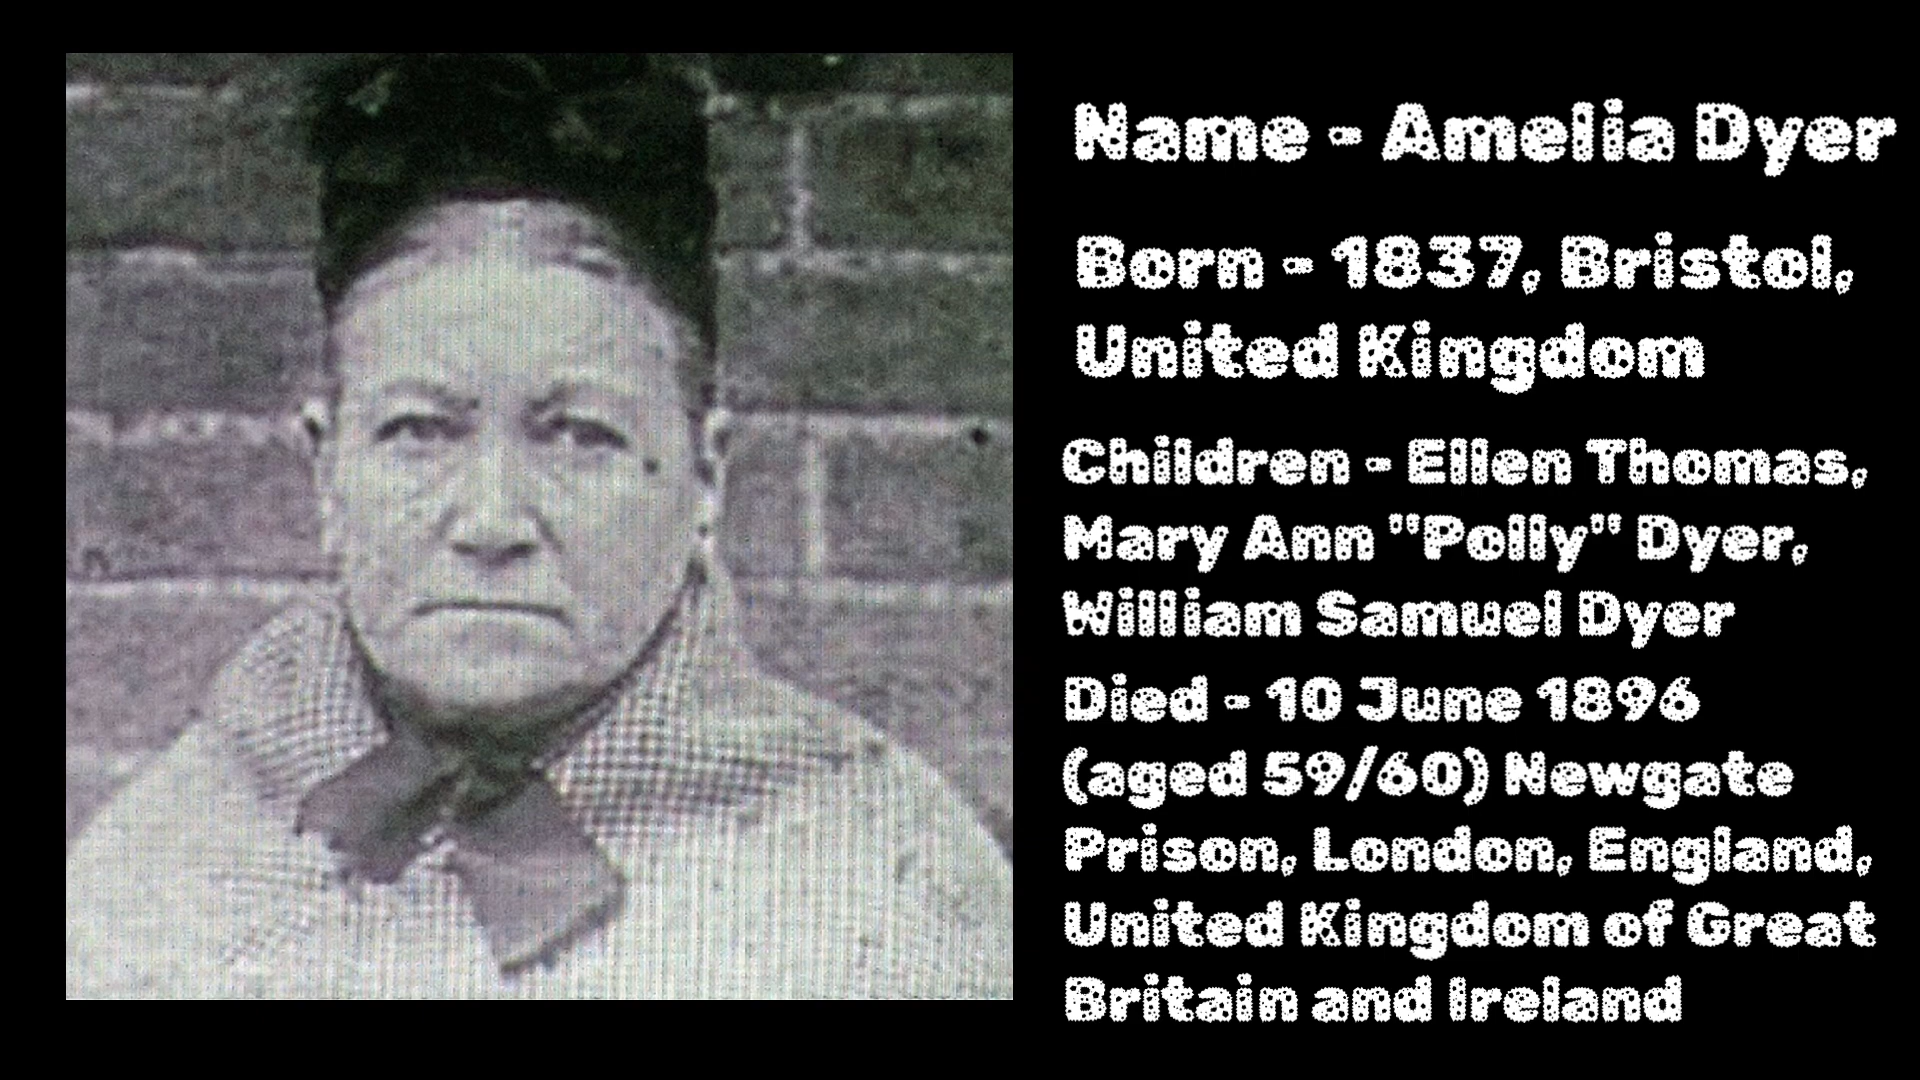 Name - Amelia Dyer
Born - 1837, Bristol,
United Kingdom
Children - Ellen Thomas,
Mary Ann "Polly" Dyer,
William Samuel Dyer
Died - 10 June 1896
(aged 59/60) Newgate
Prison, London, England,
United Kingdom of Great
Britain and Ireland